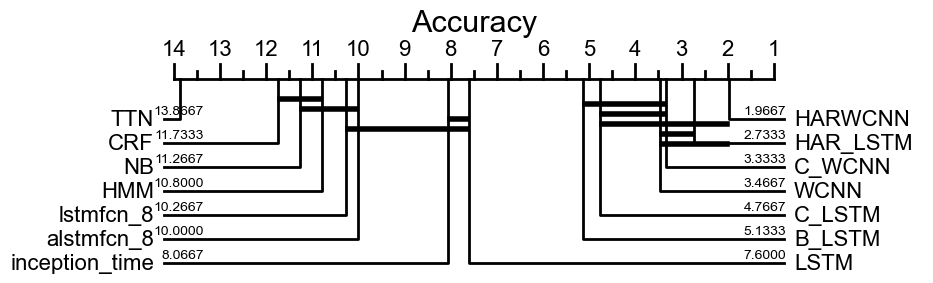 Accuracy
14 13 12 11 10 9 8 7 6 5 4 3 2 1
TTN 13.8667 1.9667 HARWCNN
CRF 11.7333 2.7333 HAR_LSTM
NB 11.2667 3.3333 C_WCNN
HMM 10.8000 3.4667 WCNN
lstmfcn_8 10.2667 4.7667 C_LSTM
alstmfcn_8 10.0000 5.1333 B_LSTM
inception_time 8.0667 7.6000 LSTM